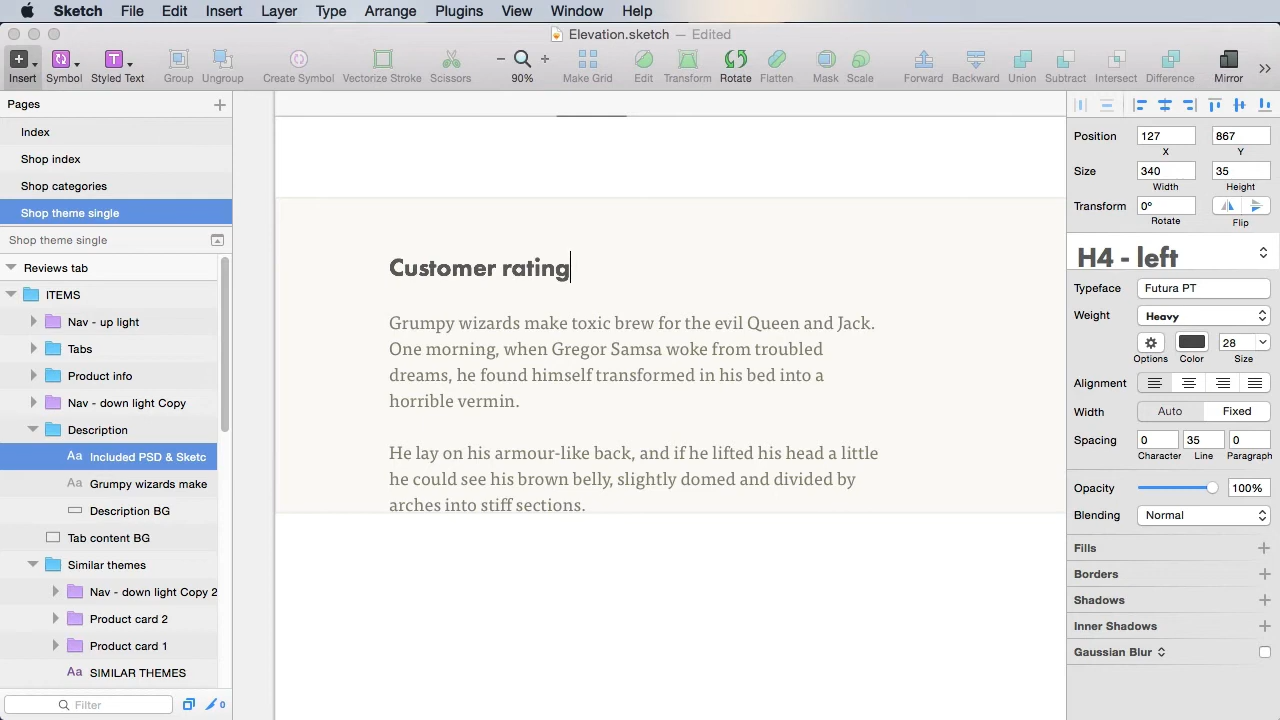 Sketch File Edit Insert Layer Type Arrange Plugins View Window Help
Elevation.sketch — Edited
Insert Symbol Styled Text Group Ungroup Create Symbol Vectorize Stroke Scissors 90% Make Grid Edit Transform Rotate Flatten Mask Scale Forward Backward Union Subtract Intersect Difference Mirror
Pages
Index
Shop index
Shop categories
Shop theme single
Shop theme single
Reviews tab
ITEMS
Nav - up light
Tabs
Product info
Nav - down light Copy
Description
Aa Included PSD & Sketc
Aa Grumpy wizards make
Description BG
Tab content BG
Similar themes
Nav - down light Copy 2
Product card 2
Product card 1
Aa SIMILAR THEMES
Filter 0
Customer rating
Grumpy wizards make toxic brew for the evil Queen and Jack.
One morning, when Gregor Samsa woke from troubled
dreams, he found himself transformed in his bed into a
horrible vermin.
He lay on his armour-like back, and if he lifted his head a little
he could see his brown belly, slightly domed and divided by
arches into stiff sections.
Position 127 867
X Y
Size 340 35
Width Height
Transform 0º
Rotate Flip
H4 - left
Typeface Futura PT
Weight Heavy
28
Options Color Size
Alignment
Width Auto Fixed
Spacing 0 35 0
Character Line Paragraph
Opacity 100%
Blending Normal
Fills
Borders
Shadows
Inner Shadows
Gaussian Blur